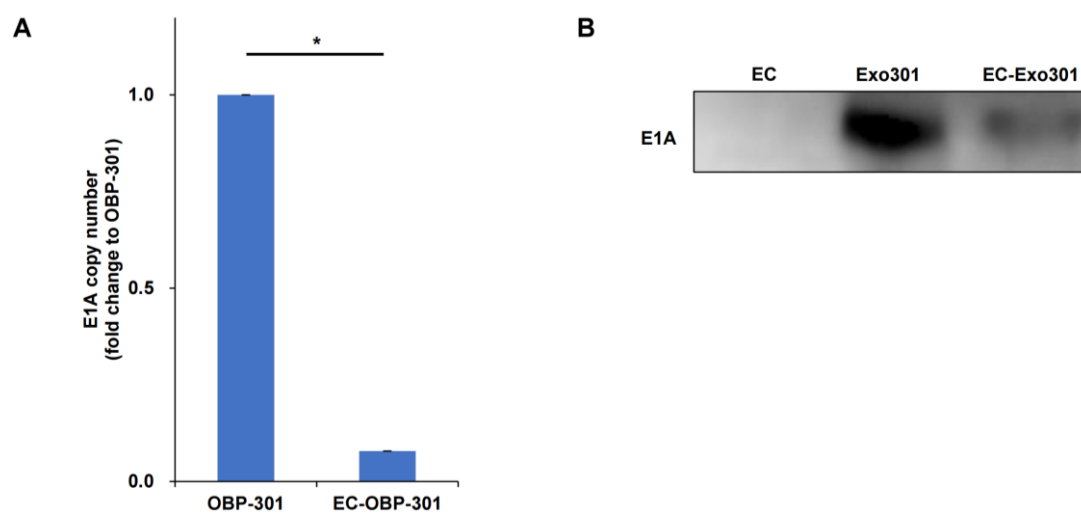 A
*
1.0
0.5
0.0
E1A copy number
(fold change to OBP-301)
OBP-301 EC-OBP-301
B
EC Exo301 EC-Exo301
E1A